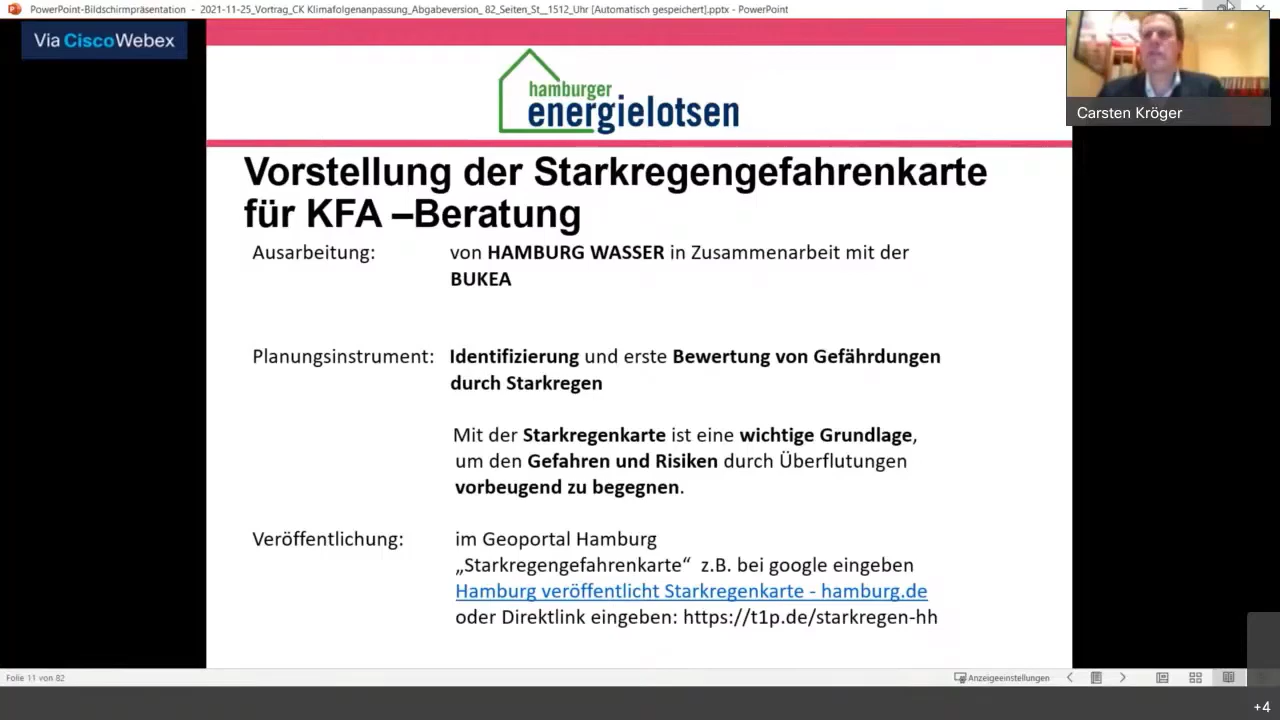 PowerPoint-Bildschirmpräsentation - 2021-11-25_Vortrag_CK Klimafolgenanpassung_Abgabeversion_ 82_Seiten_St__1512_Uhr [Automatisch gespeichert].pptx - PowerPoint
Via CiscoWebex
Carsten Kröger
hamburger
energielotsen
Vorstellung der Starkregengefahrenkarte
für KFA –Beratung
Ausarbeitung: von HAMBURG WASSER in Zusammenarbeit mit der
BUKEA
Planungsinstrument: Identifizierung und erste Bewertung von Gefährdungen
durch Starkregen
Mit der Starkregenkarte ist eine wichtige Grundlage,
um den Gefahren und Risiken durch Überflutungen
vorbeugend zu begegnen.
Veröffentlichung: im Geoportal Hamburg
„Starkregengefahrenkarte“ z.B. bei google eingeben
Hamburg veröffentlicht Starkregenkarte - hamburg.de
oder Direktlink eingeben: https://t1p.de/starkregen-hh
Folie 11 von 82
Anzeigeeinstellungen
+4